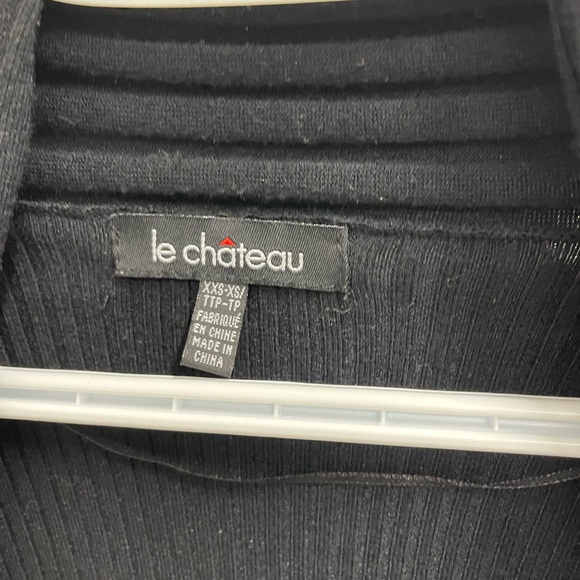 le château
XXS-XS/
TTP-TP
FABRIQUÉ
EN CHINE
MADE IN
CHINA